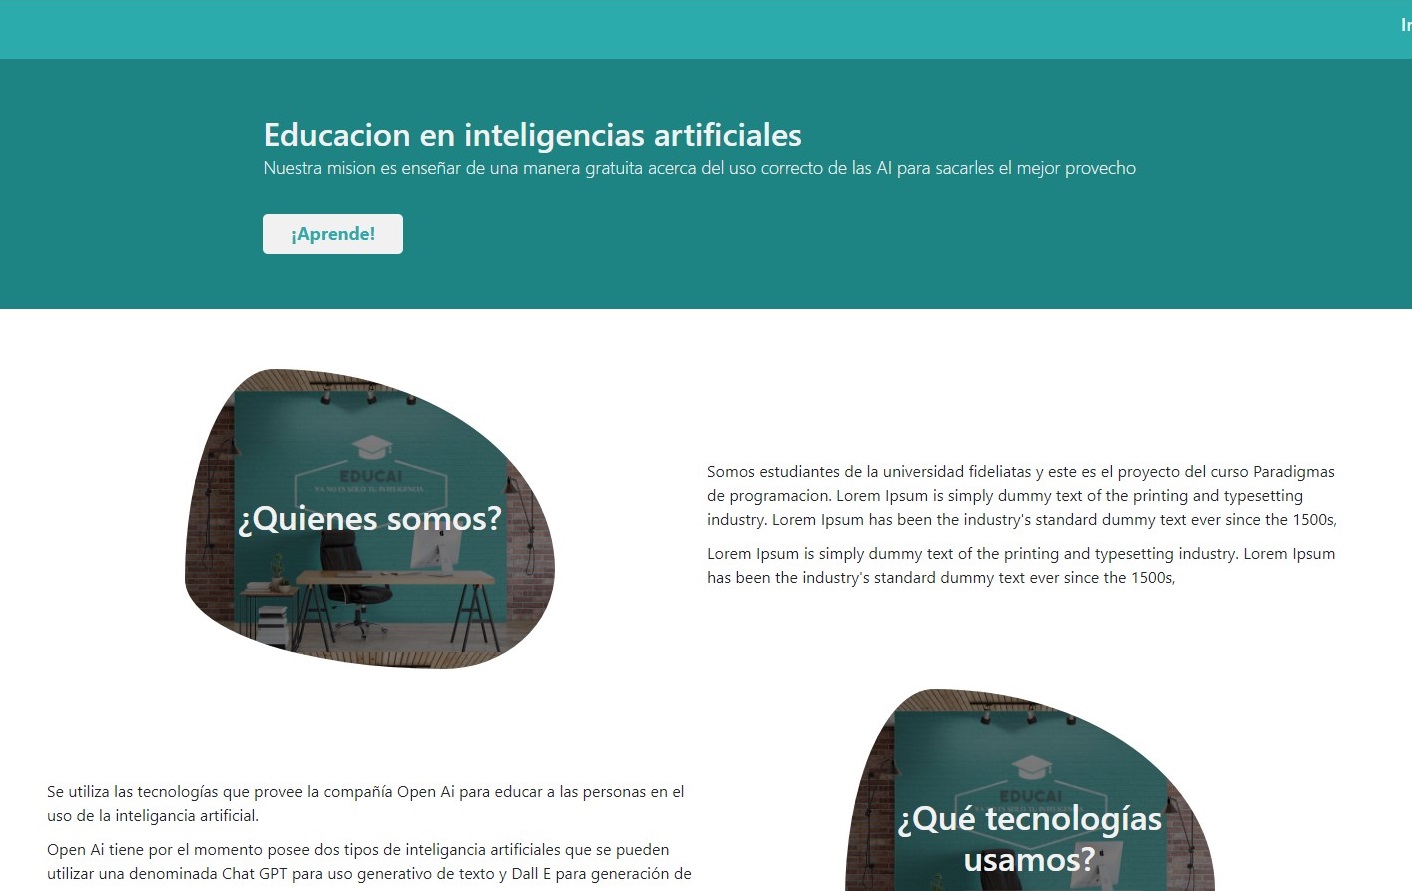 Educacion en inteligencias artificiales
Nuestra mision es enseñar de una manera gratuita acerca del uso correcto de las AI para sacarles el mejor provecho
¡Aprende!
EDUCAI
¿Quienes somos?
Somos estudiantes de la universidad fideliatas y este es el proyecto del curso Paradigmas
de programacion. Lorem Ipsum is simply dummy text of the printing and typesetting
industry. Lorem Ipsum has been the industry's standard dummy text ever since the 1500s,
Lorem Ipsum is simply dummy text of the printing and typesetting industry. Lorem Ipsum
has been the industry's standard dummy text ever since the 1500s,
Se utiliza las tecnologías que provee la compañía Open Ai para educar a las personas en el
uso de la inteligancia artificial.
Open Ai tiene por el momento posee dos tipos de inteligancia artificiales que se pueden
utilizar una denominada Chat GPT para uso generativo de texto y Dall E para generación de
EDUCAI
¿Qué tecnologías
usamos?